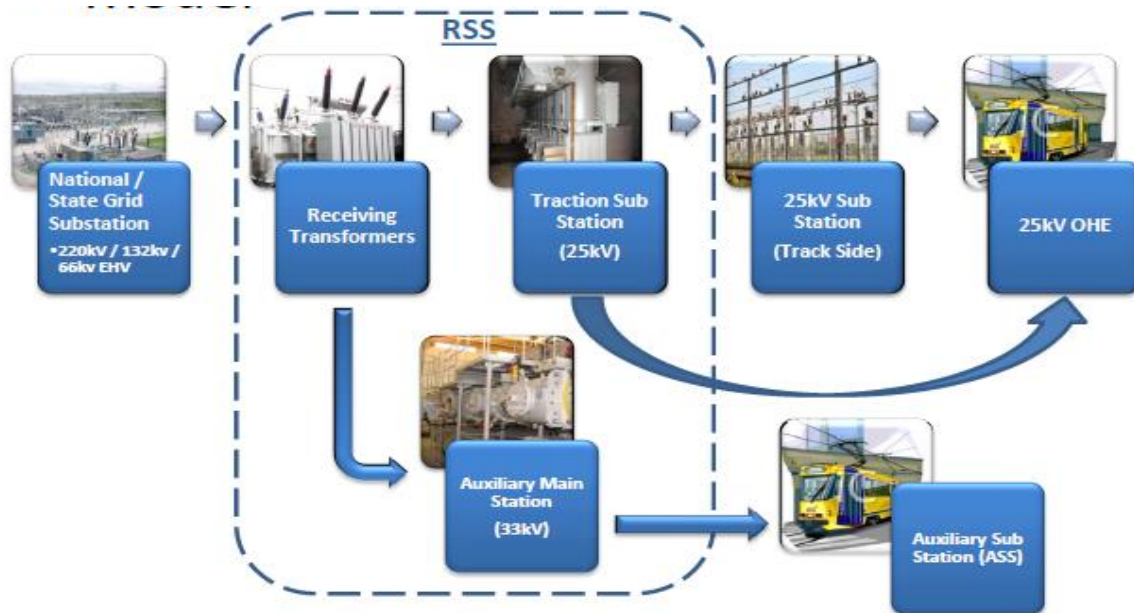 RSS
National /
State Grid
Substation
•220kV / 132kv /
66kv EHV
Receiving
Transformers
Traction Sub
Station
(25kV)
25kV Sub
Station
(Track Side)
25kV OHE
Auxiliary Main
Station
(33kV)
Auxiliary Sub
Station (ASS)